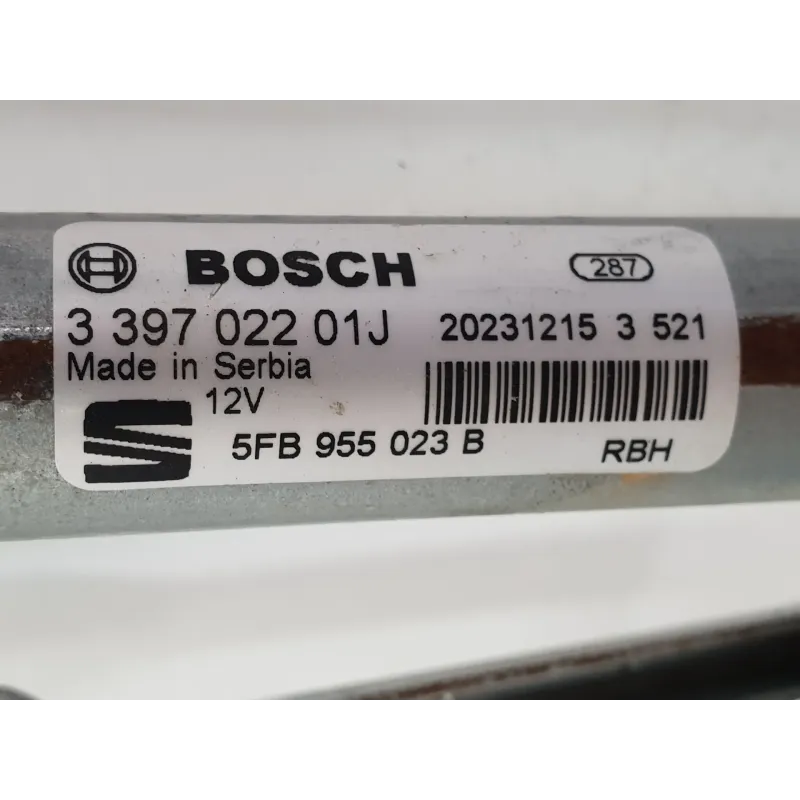 BOSCH 287
3 397 022 01J 20231215 3 521
Made in Serbia
12V
5FB 955 023 B RBH